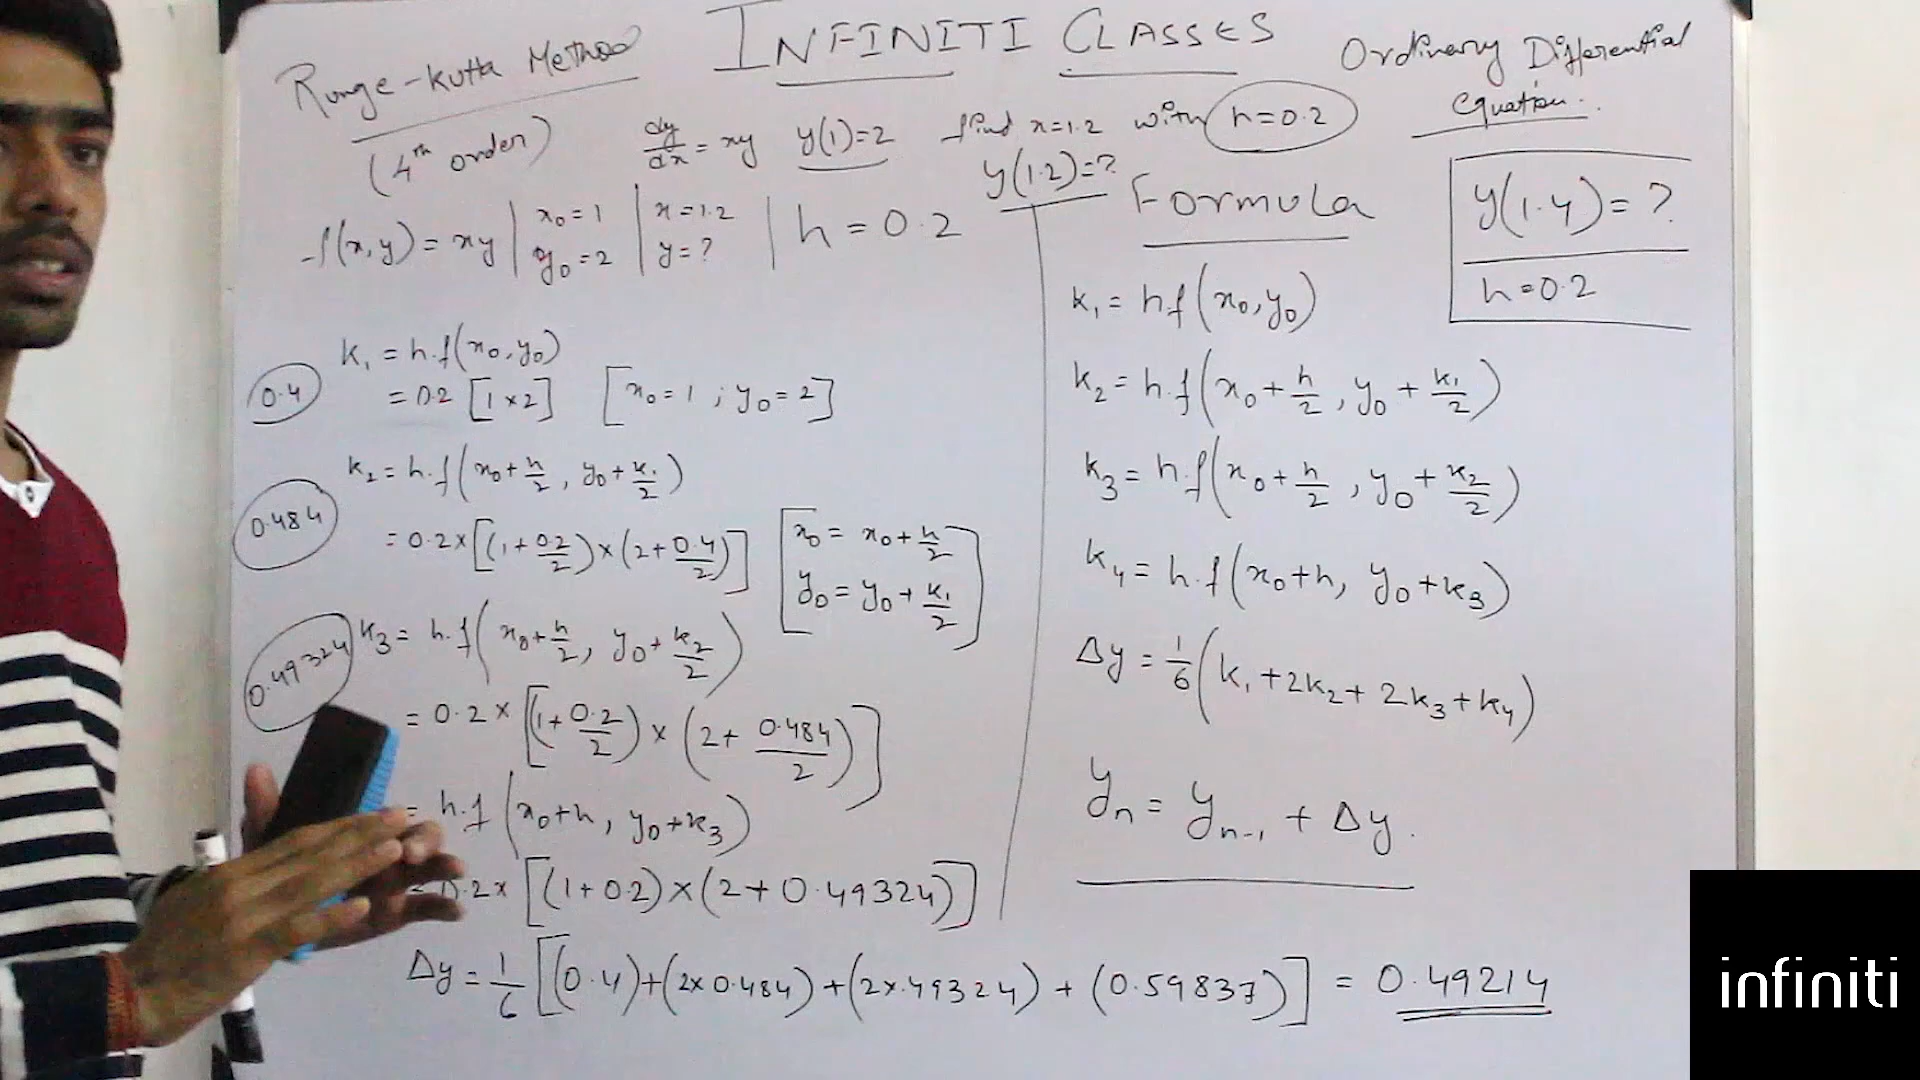 INFINITI CLASSES
Runge-Kutta Method
(4th order)
Ordinary Differential
Equation..
dy/dx = xy y(1)=2 find x=1.2 with h=0.2
y(1.2)=?
f(x,y) = xy | x₀=1 | x=1.2 | h = 0.2
y₀=2 | y=?
k₁ = h.f(x₀,y₀)
0.4 = 0.2 [1×2] [x₀=1 ; y₀=2]
k₂ = h.f(x₀+h/2, y₀+k₁/2)
0.484 = 0.2×[(1+0.2/2)×(2+0.4/2)] [x₀ = x₀+h/2
y₀ = y₀+k₁/2]
0.49324 k₃ = h.f(x₀+h/2, y₀+k₂/2)
= 0.2 × [(1+0.2/2) × (2+0.484/2)]
= h.f(x₀+h, y₀+k₃)
= 0.2× [(1+0.2)×(2+0.49324)]
Δy = 1/6 [(0.4)+(2×0.484)+(2×.49324)+(0.59837)] = 0.49214
Formula
k₁ = h.f(x₀,y₀)
k₂ = h.f(x₀+h/2, y₀+k₁/2)
k₃ = h.f(x₀+h/2, y₀+k₂/2)
k₄ = h.f(x₀+h, y₀+k₃)
Δy = 1/6(k₁+2k₂+2k₃+k₄)
yₙ = yₙ₋₁ + Δy.
y(1.4)=?
h=0.2
infiniti